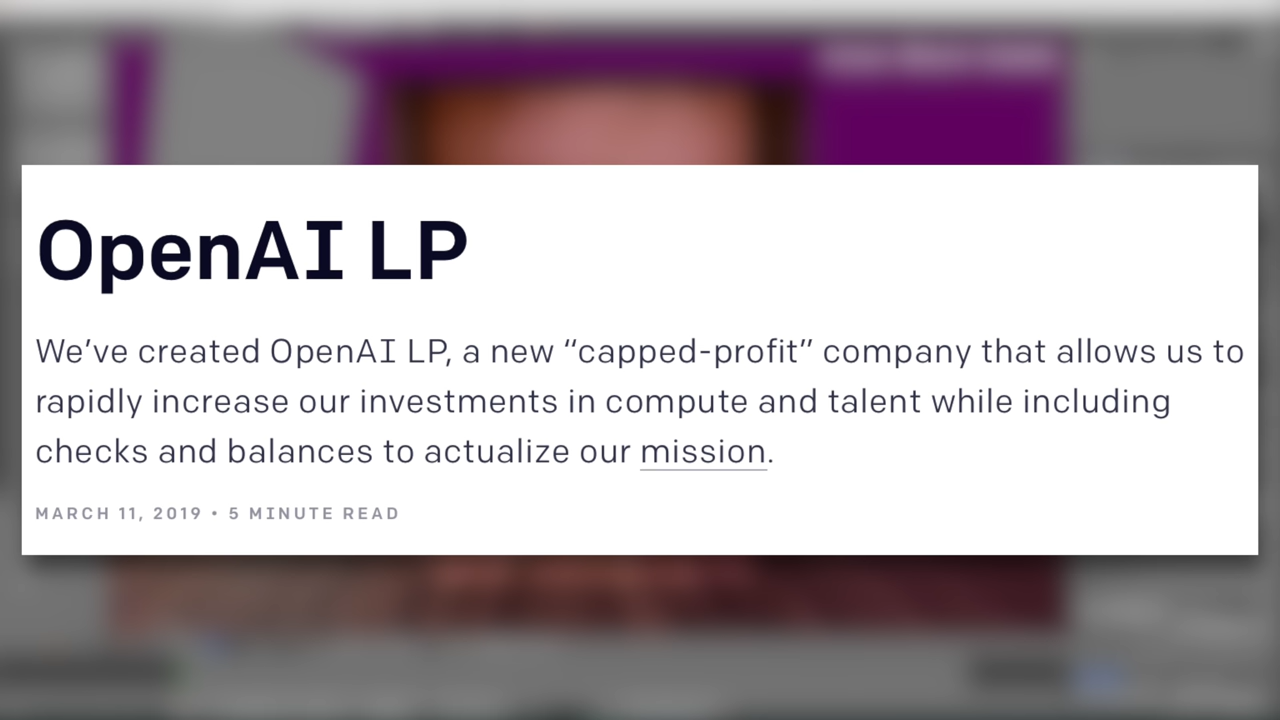 OpenAI LP
We’ve created OpenAI LP, a new “capped-profit” company that allows us to
rapidly increase our investments in compute and talent while including
checks and balances to actualize our mission.
MARCH 11, 2019 • 5 MINUTE READ